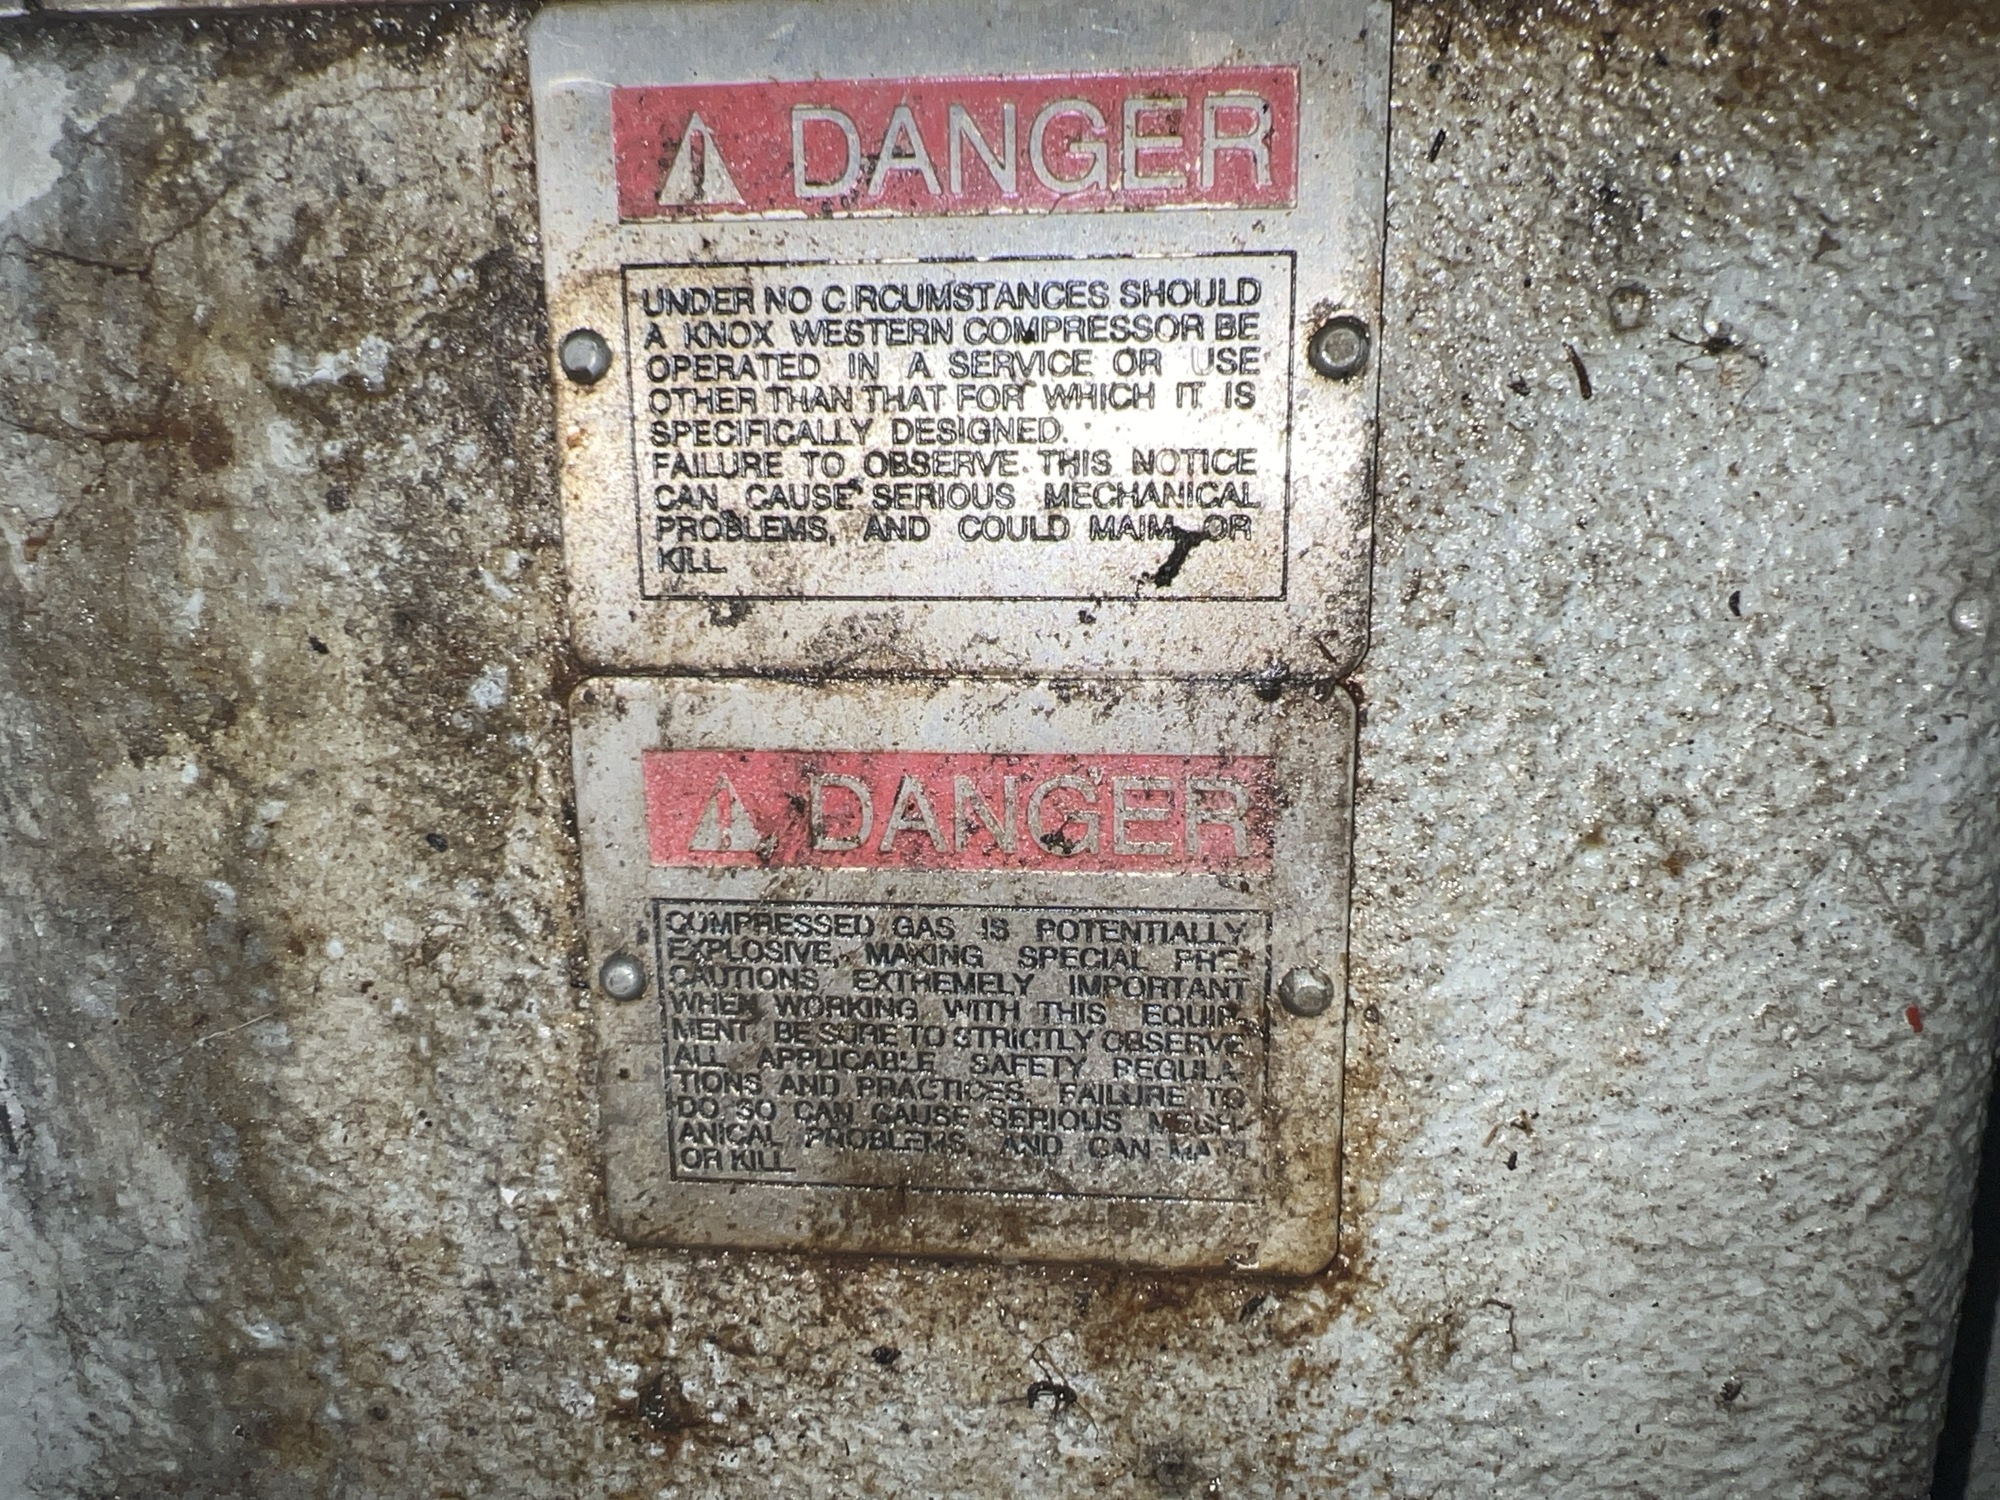 DANGER
UNDER NO CIRCUMSTANCES SHOULD
A KNOX WESTERN COMPRESSOR BE
OPERATED IN A SERVICE OR USE
OTHER THAN THAT FOR WHICH IT IS
SPECIFICALLY DESIGNED.
FAILURE TO OBSERVE THIS NOTICE
CAN CAUSE SERIOUS MECHANICAL
PROBLEMS, AND COULD MAIM OR
KILL.
DANGER
COMPRESSED GAS IS POTENTIALLY
EXPLOSIVE, MAKING SPECIAL PRE-
CAUTIONS EXTREMELY IMPORTANT
WHEN WORKING WITH THIS EQUIP-
MENT. BE SURE TO STRICTLY OBSERVE
ALL APPLICABLE SAFETY REGULA-
TIONS AND PRACTICES. FAILURE TO
DO SO CAN CAUSE SERIOUS MECH-
ANICAL PROBLEMS, AND CAN MAIM
OR KILL.